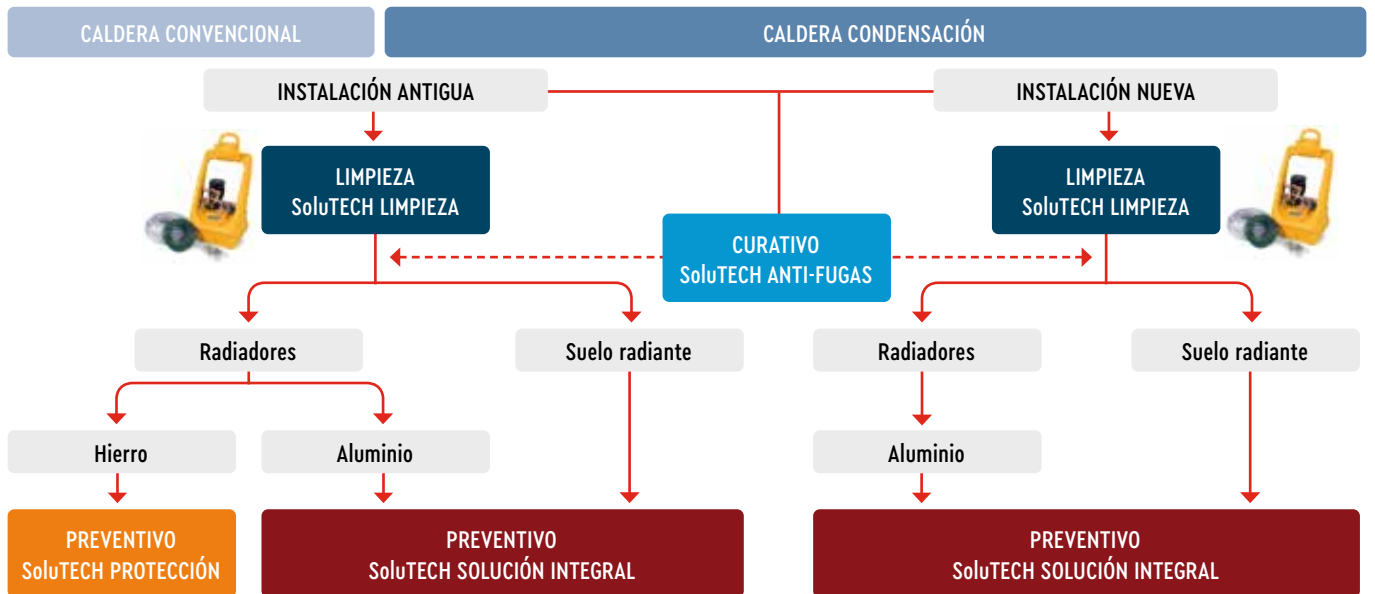 CALDERA CONVENCIONAL
CALDERA CONDENSACIÓN
INSTALACIÓN ANTIGUA
INSTALACIÓN NUEVA
LIMPIEZA
SoluTECH LIMPIEZA
LIMPIEZA
SoluTECH LIMPIEZA
CURATIVO
SoluTECH ANTI-FUGAS
Radiadores
Suelo radiante
Radiadores
Suelo radiante
Hierro
Aluminio
Aluminio
PREVENTIVO
SoluTECH PROTECCIÓN
PREVENTIVO
SoluTECH SOLUCIÓN INTEGRAL
PREVENTIVO
SoluTECH SOLUCIÓN INTEGRAL